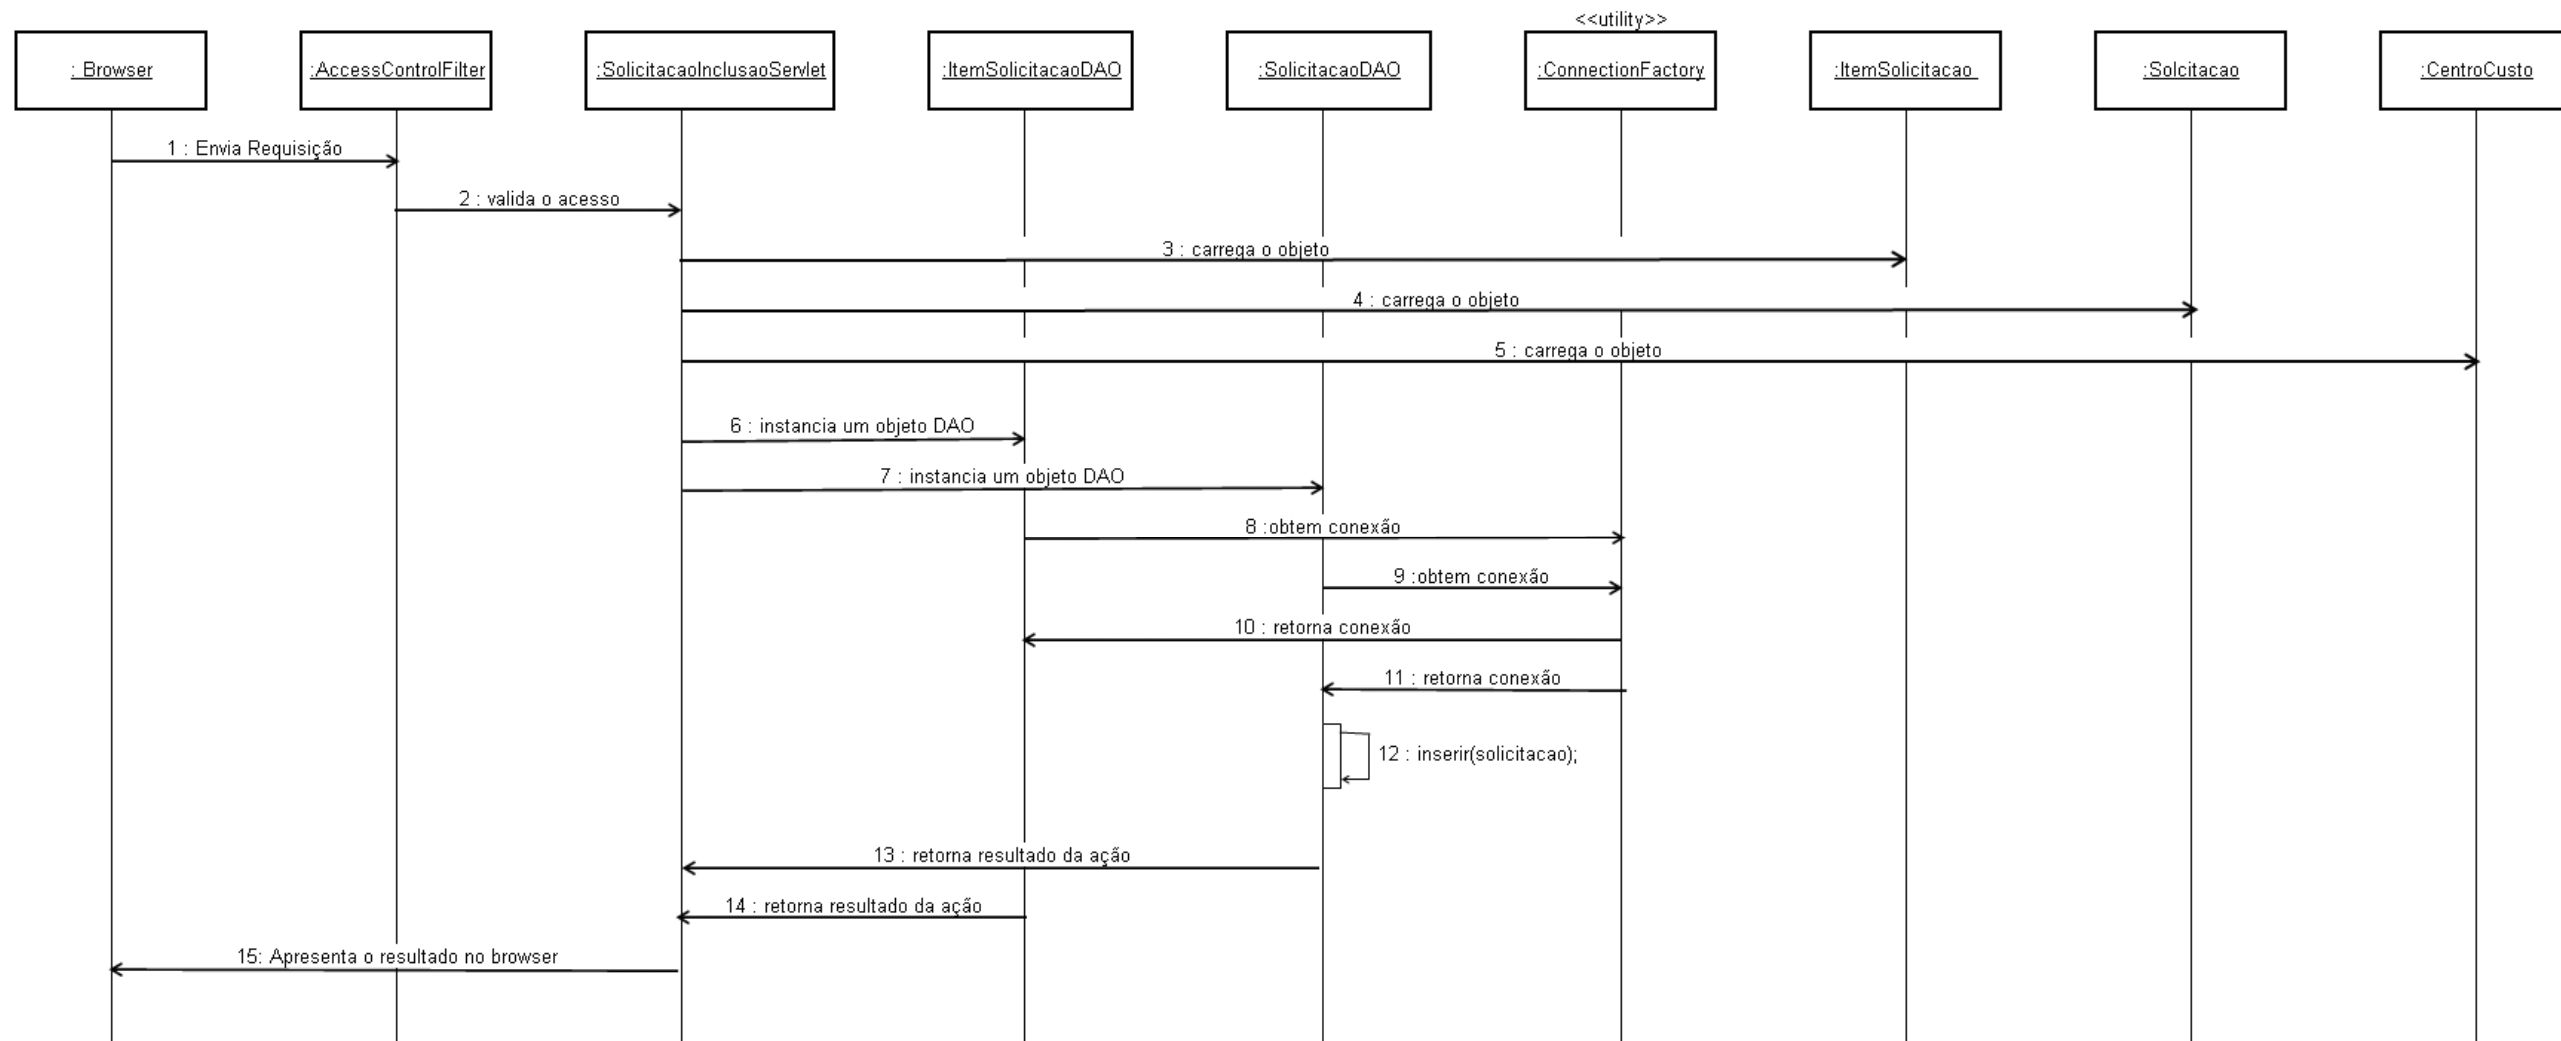 <<utility>>
: Browser
:AccessControlFilter
:SolicitacaoInclusaoServlet
:ItemSolicitacaoDAO
:SolicitacaoDAO
:ConnectionFactory
:ItemSolicitacao
:Solcitacao
:CentroCusto
1 : Envia Requisição
2 : valida o acesso
3 : carrega o objeto
4 : carrega o objeto
5 : carrega o objeto
6 : instancia um objeto DAO
7 : instancia um objeto DAO
8 :obtem conexão
9 :obtem conexão
10 : retorna conexão
11 : retorna conexão
12 : inserir(solicitacao);
13 : retorna resultado da ação
14 : retorna resultado da ação
15: Apresenta o resultado no browser